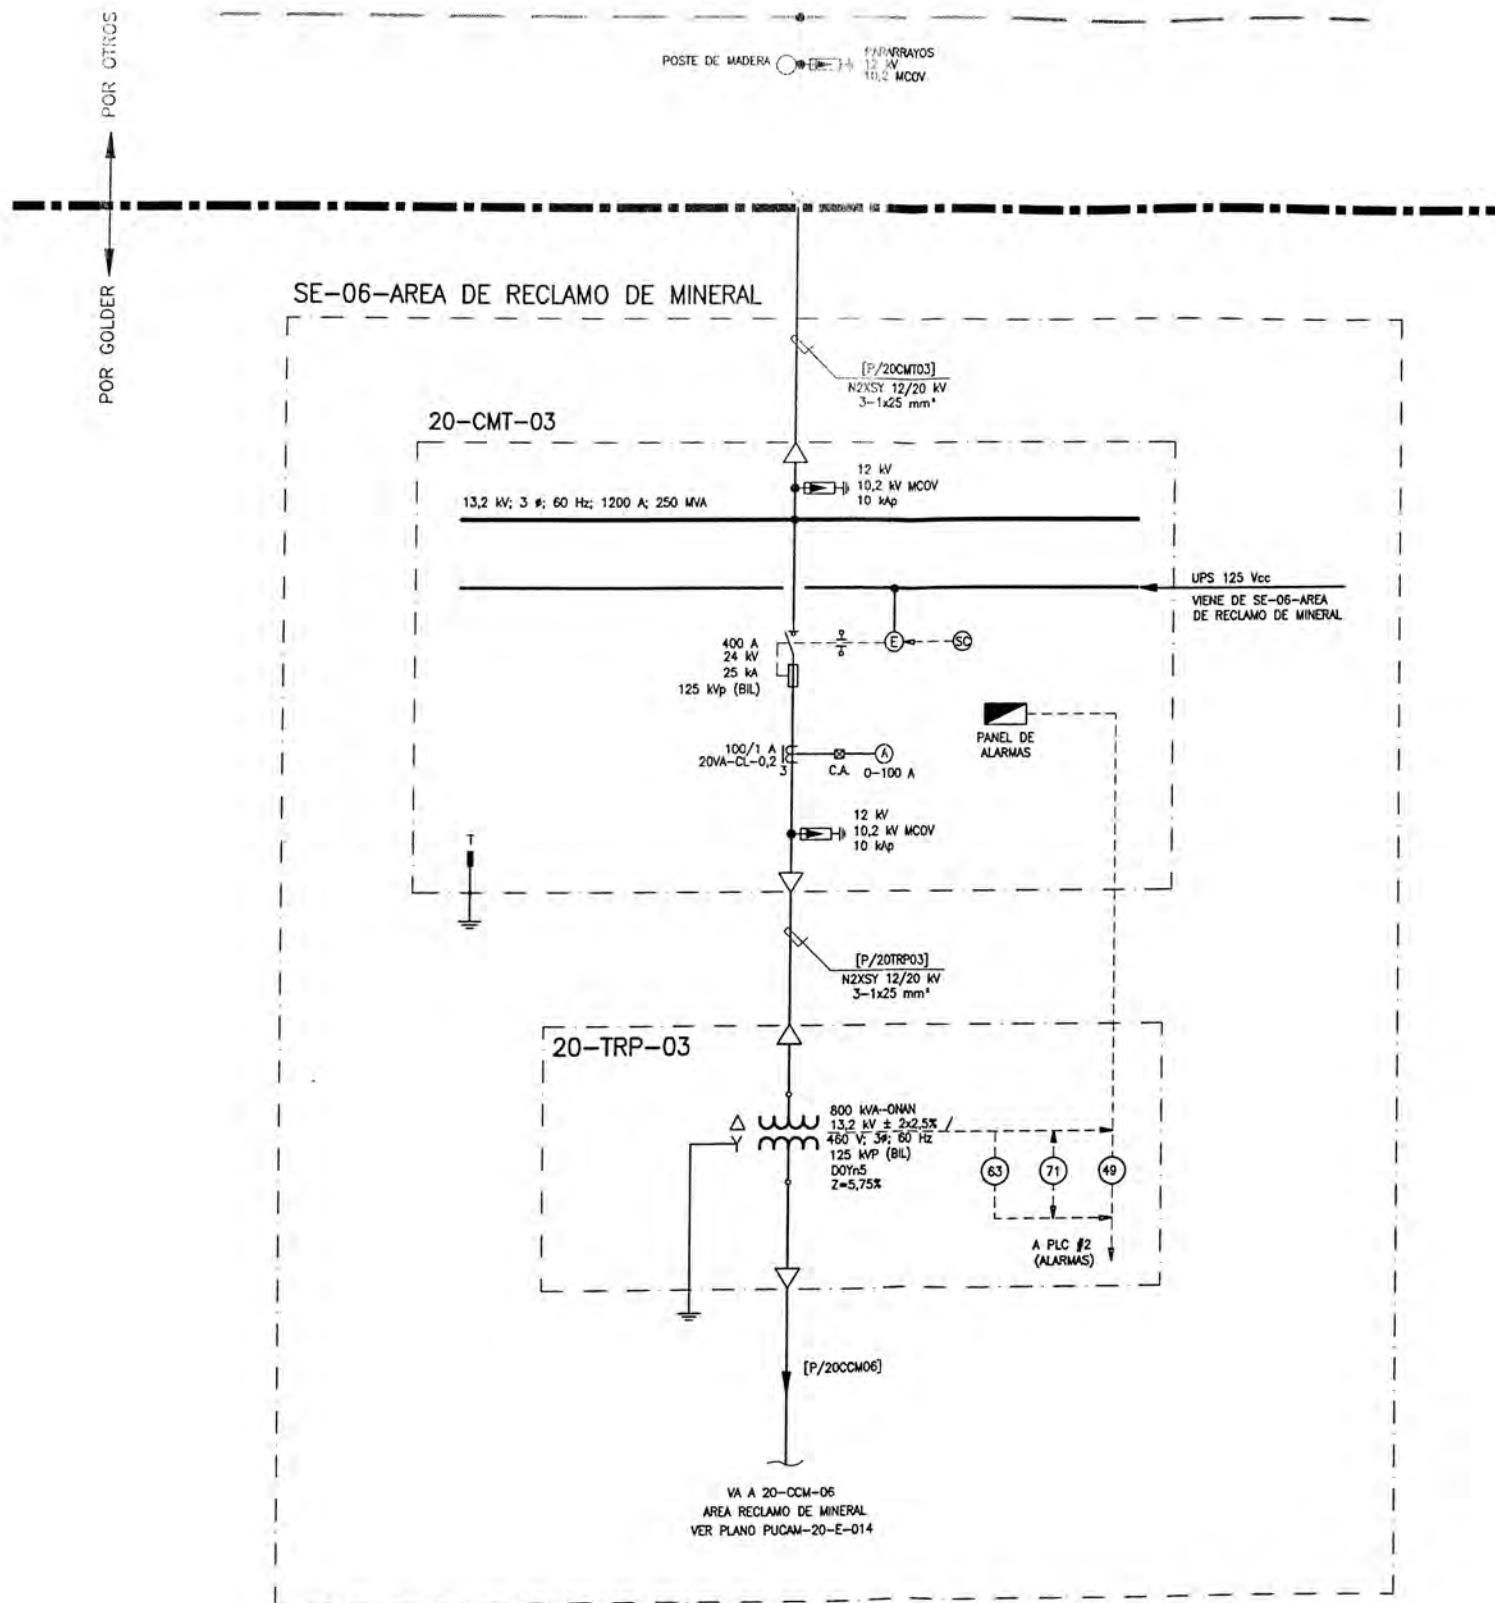 POR OTROS
POSTE DE MADERA
PARARRAYOS
12 kV
10,2 MCOV
POR GOLDER
SE-06-AREA DE RECLAMO DE MINERAL
[P/20CMT03]
N2XSY 12/20 kV
3-1x25 mm²
20-CMT-03
12 kV
10,2 kV MCOV
10 kAp
13,2 kV; 3 ø; 60 Hz; 1200 A; 250 MVA
UPS 125 Vcc
VIENE DE SE-06-AREA
DE RECLAMO DE MINERAL
400 A
24 kV
25 kA
125 kVp (BIL)
E
SC
PANEL DE
ALARMAS
100/1 A
20VA-CL-0,2
3
C.A.
A
0-100 A
12 kV
10,2 kV MCOV
10 kAp
T
[P/20TRP03]
N2XSY 12/20 kV
3-1x25 mm²
20-TRP-03
800 kVA-ONAN
13,2 kV ± 2x2,5% /
460 V; 3ø; 60 Hz
125 kVP (BIL)
DOYn5
Z=5,75%
63
71
49
A PLC #2
(ALARMAS)
[P/20CCM06]
VA A 20-CCM-06
AREA RECLAMO DE MINERAL
VER PLANO PUCAM-20-E-014